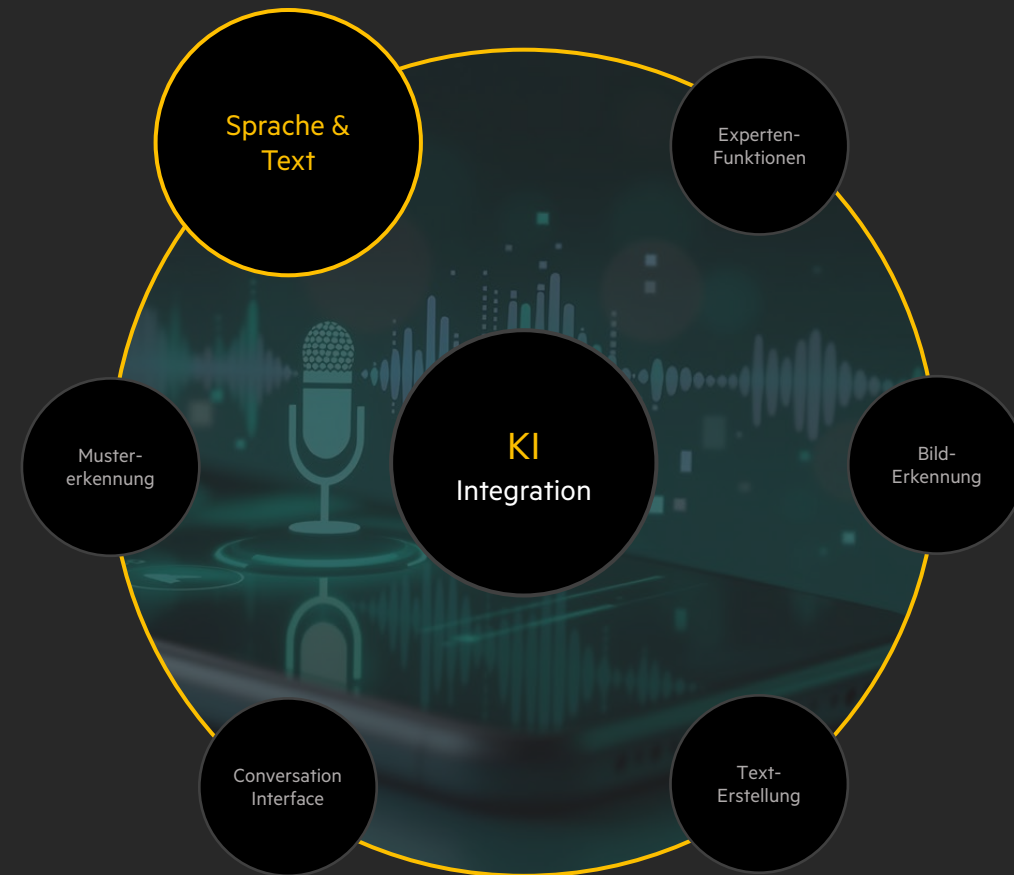 Sprache &
Text
Experten-
Funktionen
Muster-
erkennung
KI
Integration
Bild-
Erkennung
Conversation
Interface
Text-
Erstellung